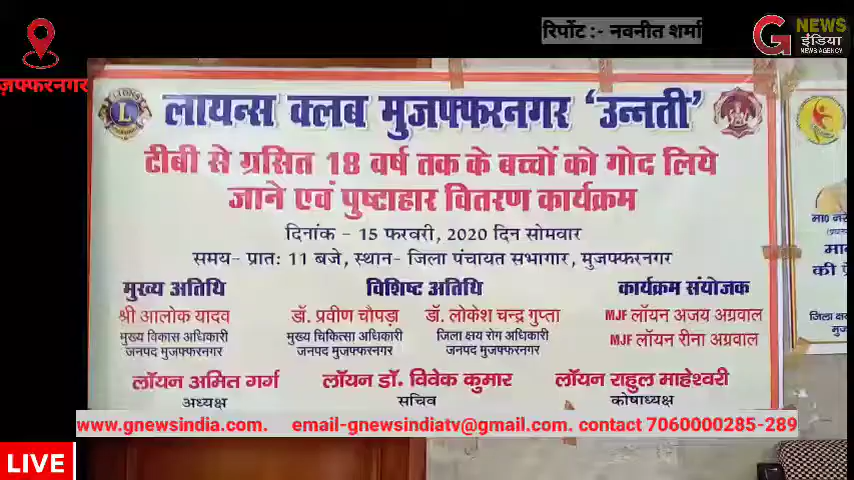 रिर्पोट :- नवनीत शर्मा
G NEWS
इंडिया
NEWS AGENCY
ज़फ्फरनगर
LIONS
L
लायन्स क्लब मुजफ्फरनगर ‘उन्नती’
टीबी से ग्रसित 18 वर्ष तक के बच्चों को गोद लिये
जाने एवं पुष्टाहार वितरण कार्यक्रम
दिनांक - 15 फरवरी, 2020 दिन सोमवार
समय- प्रातः 11 बजे, स्थान- जिला पंचायत सभागार, मुजफ्फरनगर
मुख्य अतिथि
श्री आलोक यादव
मुख्य विकास अधिकारी
जनपद मुजफ्फरनगर
विशिष्ट अतिथि
डॉ. प्रवीण चौपड़ा
मुख्य चिकित्सा अधिकारी
जनपद मुजफ्फरनगर
डॉ. लोकेश चन्द्र गुप्ता
जिला क्षय रोग अधिकारी
जनपद मुजफ्फरनगर
कार्यक्रम संयोजक
MJF लॉयन अजय अग्रवाल
MJF लॉयन रीना अग्रवाल
लॉयन अमित गर्ग
अध्यक्ष
लॉयन डॉ. विवेक कुमार
सचिव
लॉयन राहुल माहेश्वरी
कोषाध्यक्ष
मा0
मा
की प्रे
जिला क्ष
मु
www.gnewsindia.com. email-gnewsindiatv@gmail.com. contact 7060000285-289
LIVE